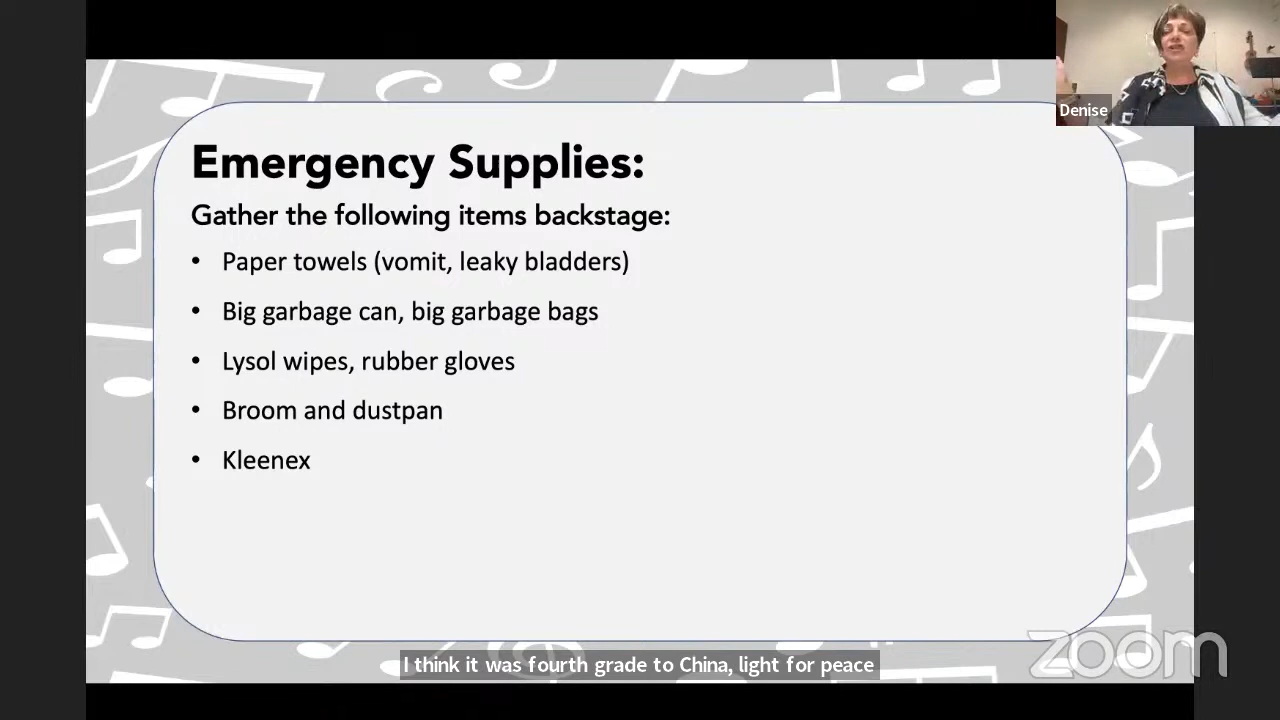 Denise
Emergency Supplies:
Gather the following items backstage:
• Paper towels (vomit, leaky bladders)
• Big garbage can, big garbage bags
• Lysol wipes, rubber gloves
• Broom and dustpan
• Kleenex
I think it was fourth grade to China, light for peace
zoom